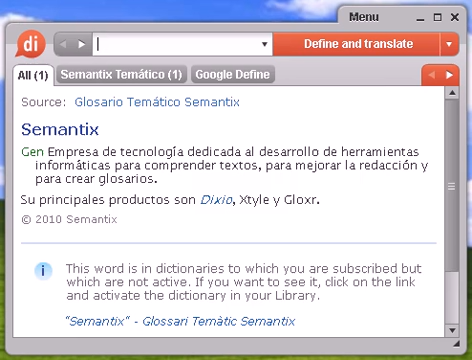 Menu
di
Define and translate
All (1)
Semantix Temático (1)
Google Define
Source: Glosario Temático Semantix
Semantix
Gen Empresa de tecnología dedicada al desarrollo de herramientas
informáticas para comprender textos, para mejorar la redacción y
para crear glosarios.
Su principales productos son Dixio, Xtyle y Gloxr.
© 2010 Semantix
i
This word is in dictionaries to which you are subscribed but
which are not active. If you want to see it, click on the link
and activate the dictionary in your Library.
"Semantix" - Glossari Temàtic Semantix